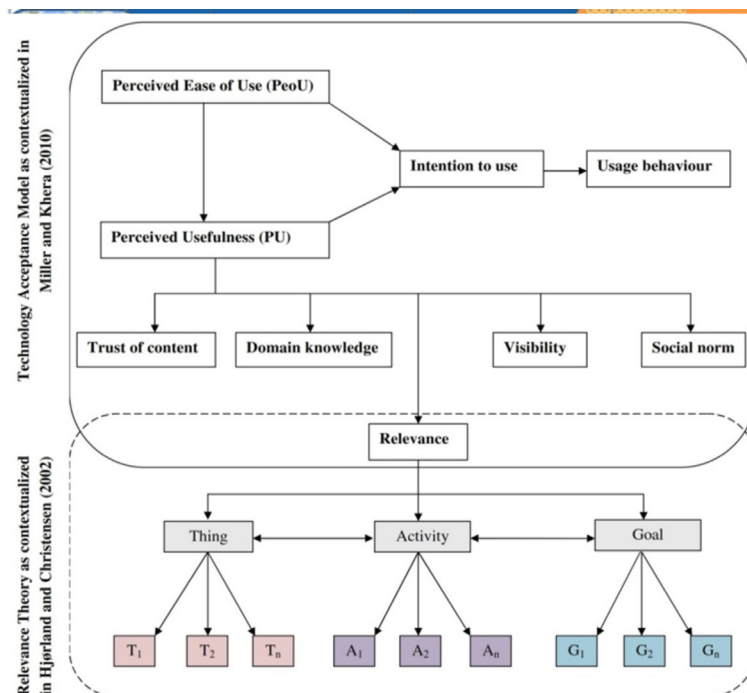 Technology Acceptance Model as contextualized in
Miller and Khera (2010)
Perceived Ease of Use (PeoU)
Intention to use
Usage behaviour
Perceived Usefulness (PU)
Trust of content
Domain knowledge
Visibility
Social norm
Relevance Theory as contextualized
in Hjørland and Christensen (2002)
Relevance
Thing
Activity
Goal
T₁
T₂
Tₙ
A₁
A₂
Aₙ
G₁
G₂
Gₙ